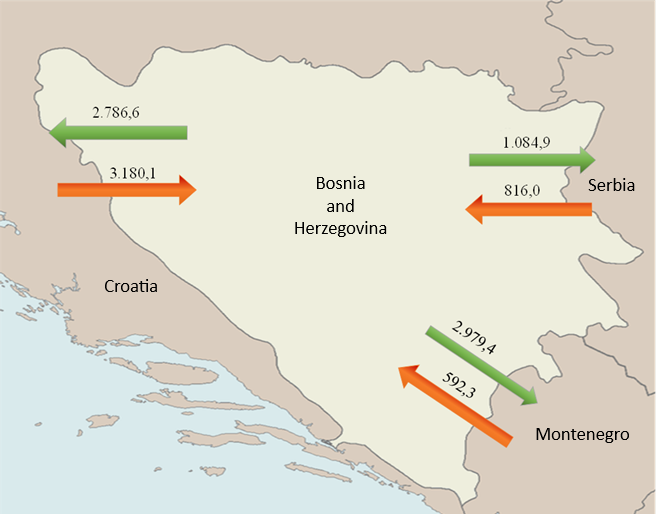 2.786,6
3.180,1
1.084,9
816,0
Bosnia
and
Herzegovina
Serbia
Croatia
2.979,4
592,3
Montenegro